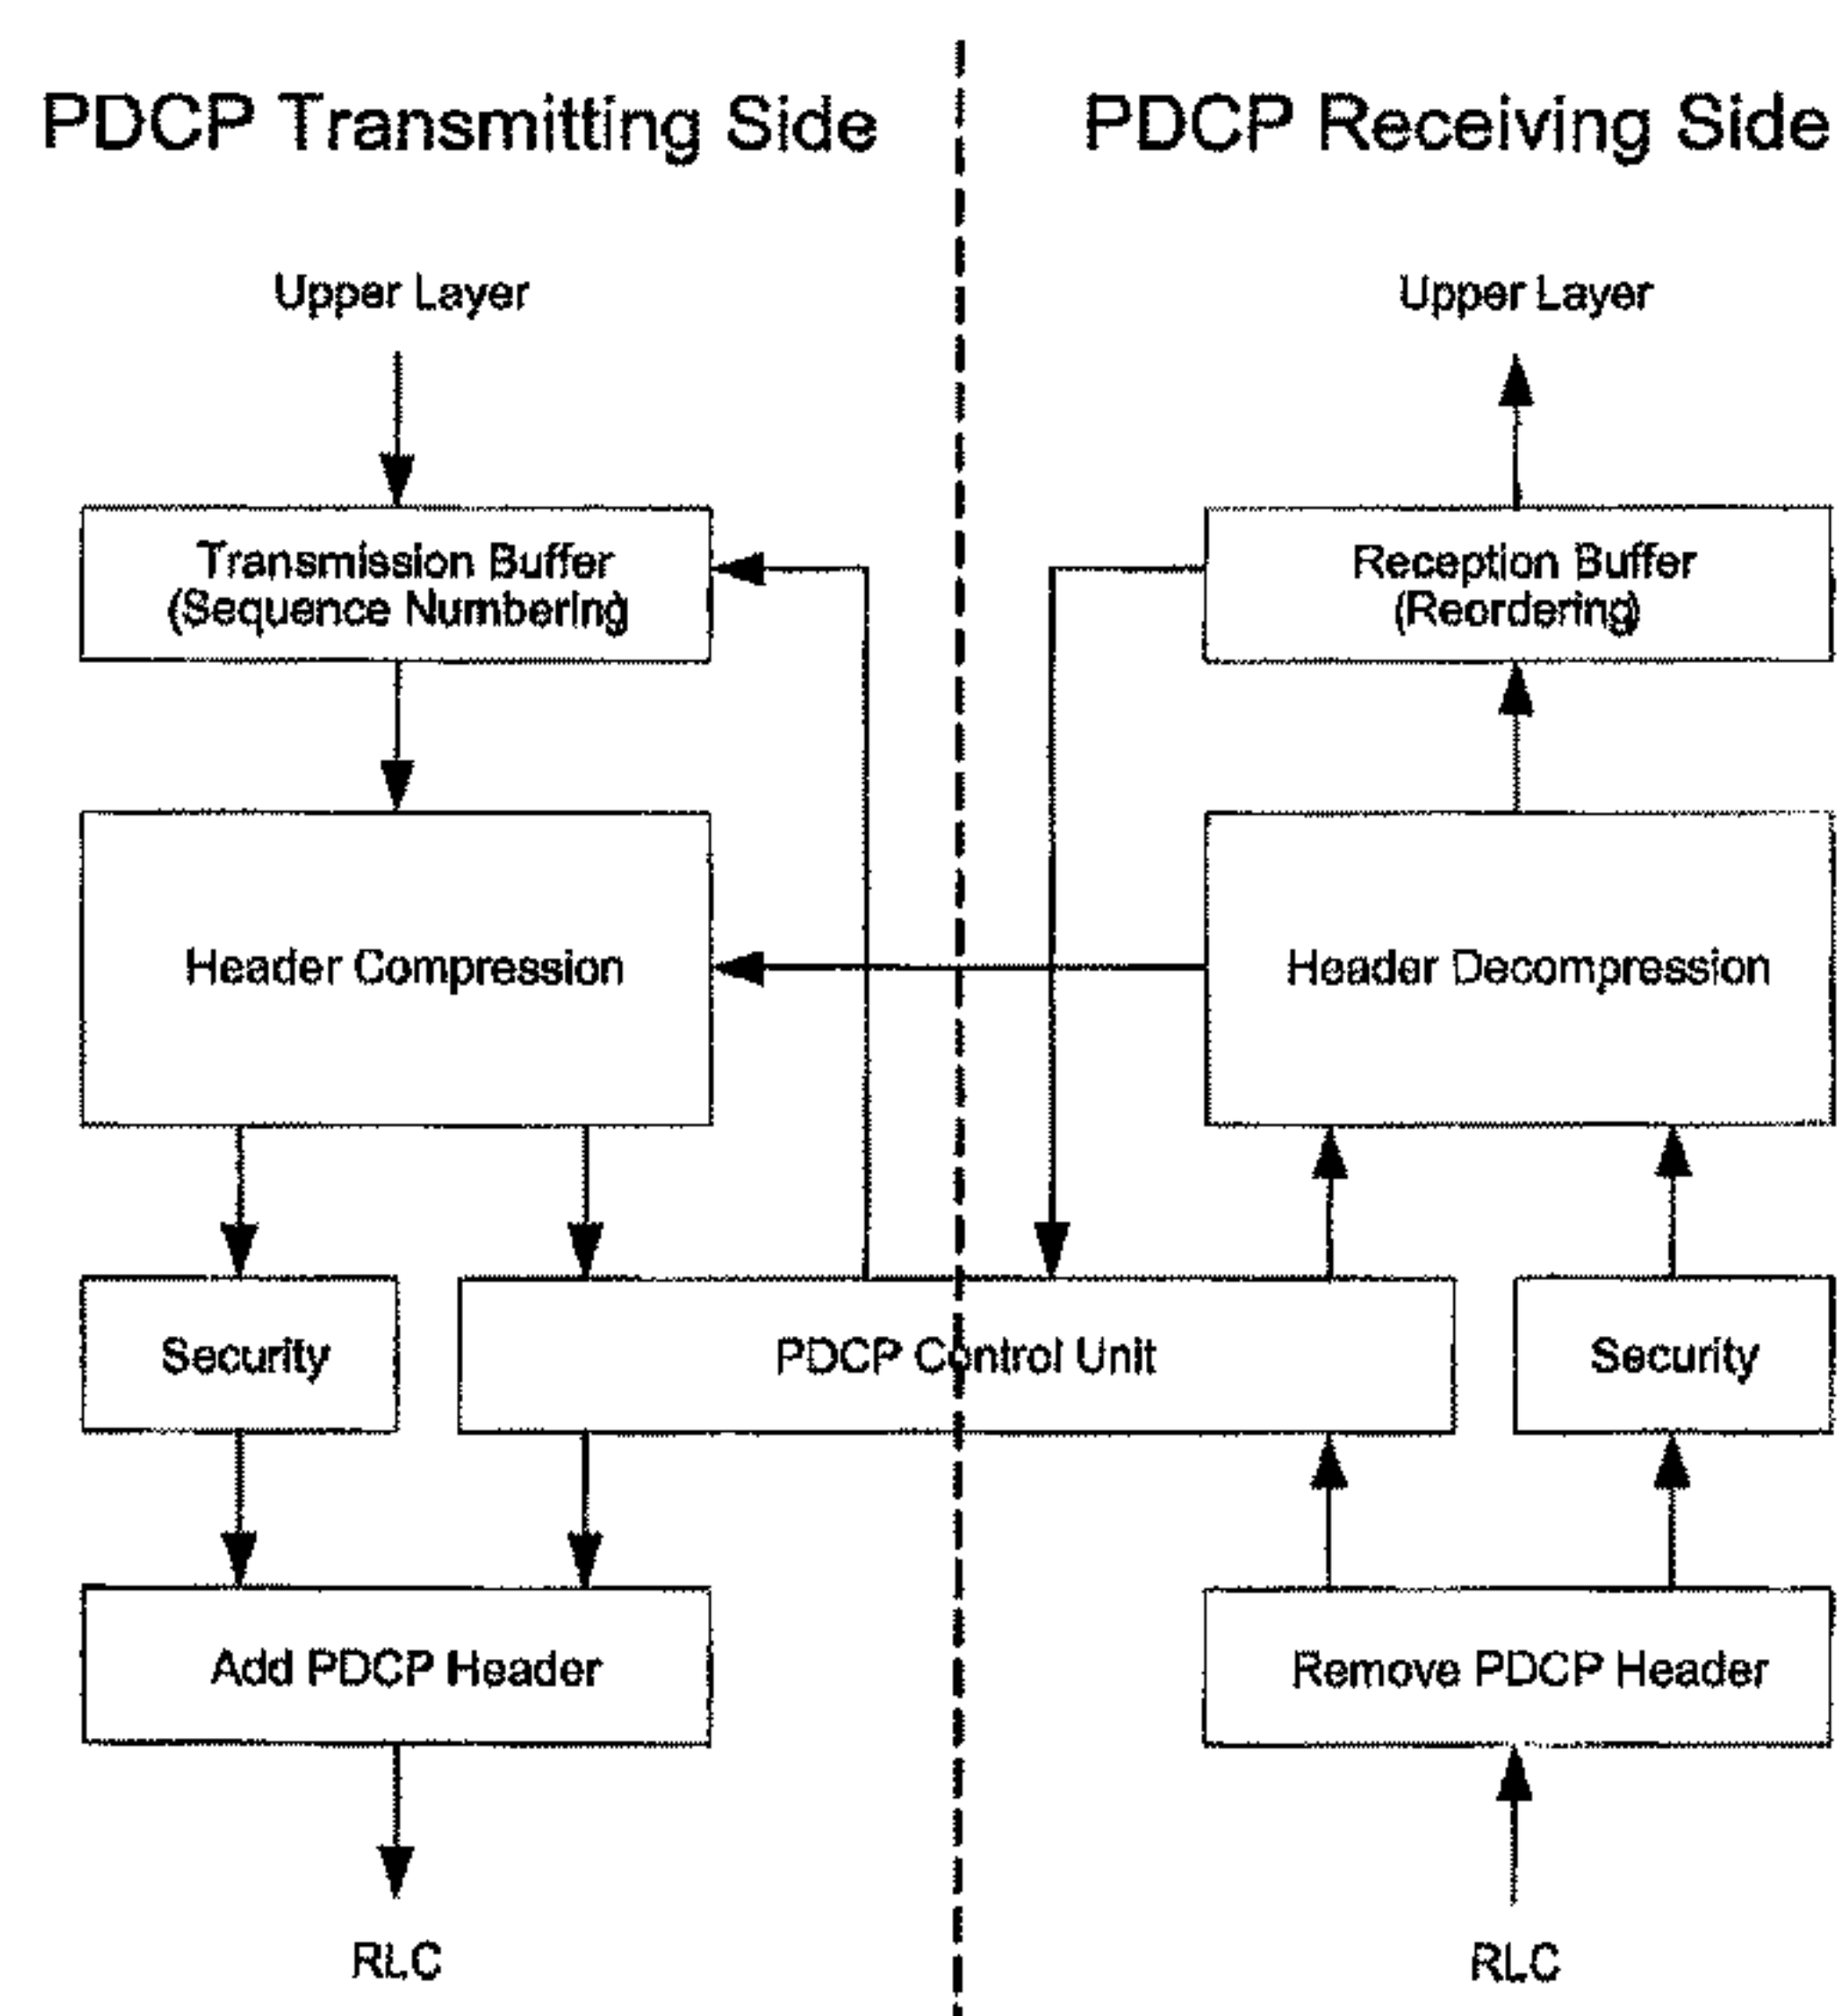 PDCP Transmitting Side
PDCP Receiving Side
Upper Layer
Upper Layer
Transmission Buffer
(Sequence Numbering)
Reception Buffer
(Reordering)
Header Compression
Header Decompression
Security
PDCP Control Unit
Security
Add PDCP Header
Remove PDCP Header
RLC
RLC